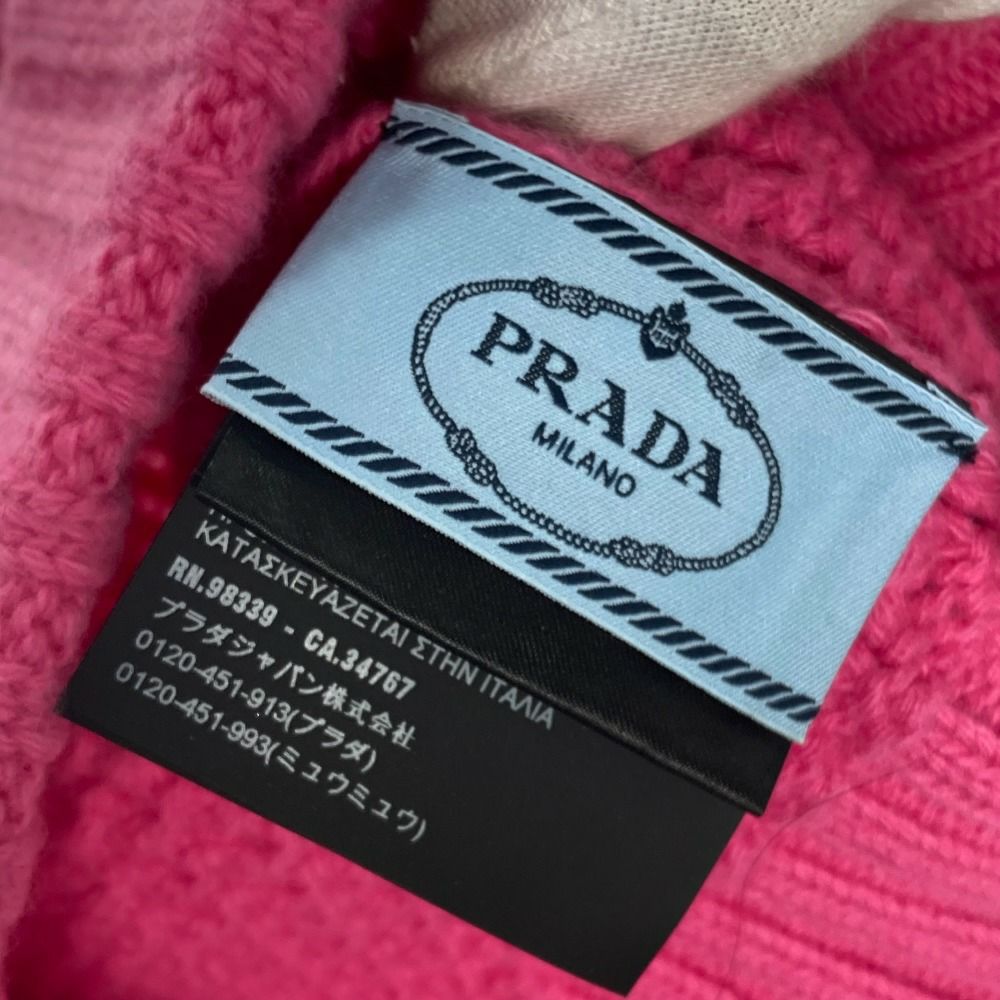 PRADA
MILANO
ΚΑΤΑΣΚΕΥΑΖΕΤΑΙ ΣΤΗΝ ΙΤΑΛΙΑ
RN.98339 - CA.34767
プラダジャパン株式会社
0120-451-913(プラダ)
0120-451-993(ミュウミュウ)